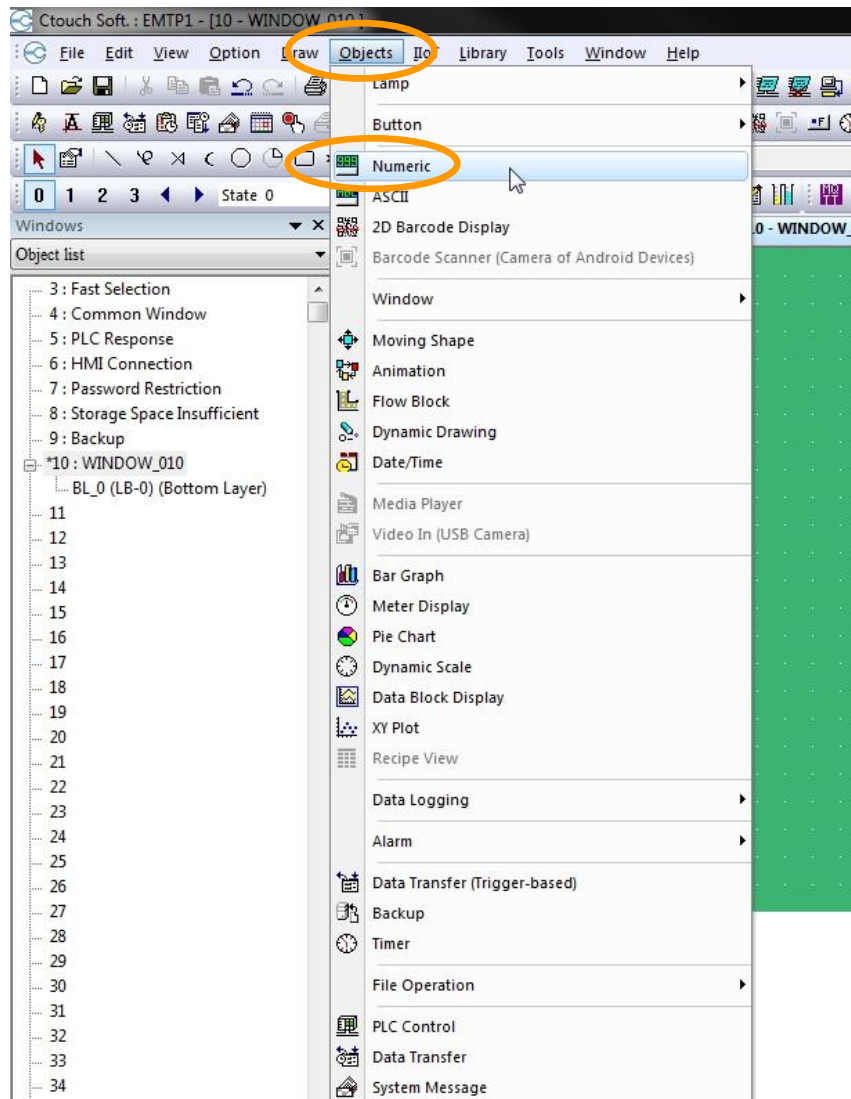 Ctouch Soft. : EMTP1 - [10 - WINDOW_010 ]
File Edit View Option Draw Objects IIoT Library Tools Window Help
0 1 2 3 State 0
Windows
10 - WINDOW_
Object list
3 : Fast Selection
4 : Common Window
5 : PLC Response
6 : HMI Connection
7 : Password Restriction
8 : Storage Space Insufficient
9 : Backup
*10 : WINDOW_010
BL_0 (LB-0) (Bottom Layer)
11
12
13
14
15
16
17
18
19
20
21
22
23
24
25
26
27
28
29
30
31
32
33
34
Lamp
Button
Numeric
ASCII
2D Barcode Display
Barcode Scanner (Camera of Android Devices)
Window
Moving Shape
Animation
Flow Block
Dynamic Drawing
Date/Time
Media Player
Video In (USB Camera)
Bar Graph
Meter Display
Pie Chart
Dynamic Scale
Data Block Display
XY Plot
Recipe View
Data Logging
Alarm
Data Transfer (Trigger-based)
Backup
Timer
File Operation
PLC Control
Data Transfer
System Message